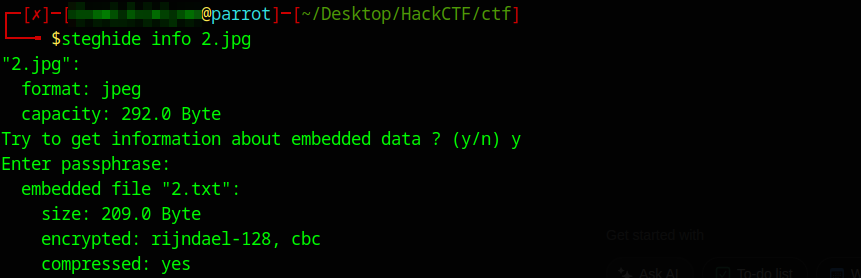 ┌─[✗]─[@parrot]─[~/Desktop/HackCTF/ctf]
└──╼ $steghide info 2.jpg
"2.jpg":
format: jpeg
capacity: 292.0 Byte
Try to get information about embedded data ? (y/n) y
Enter passphrase:
embedded file "2.txt":
size: 209.0 Byte
encrypted: rijndael-128, cbc
compressed: yes
Get started with
Ask AI
To-do list